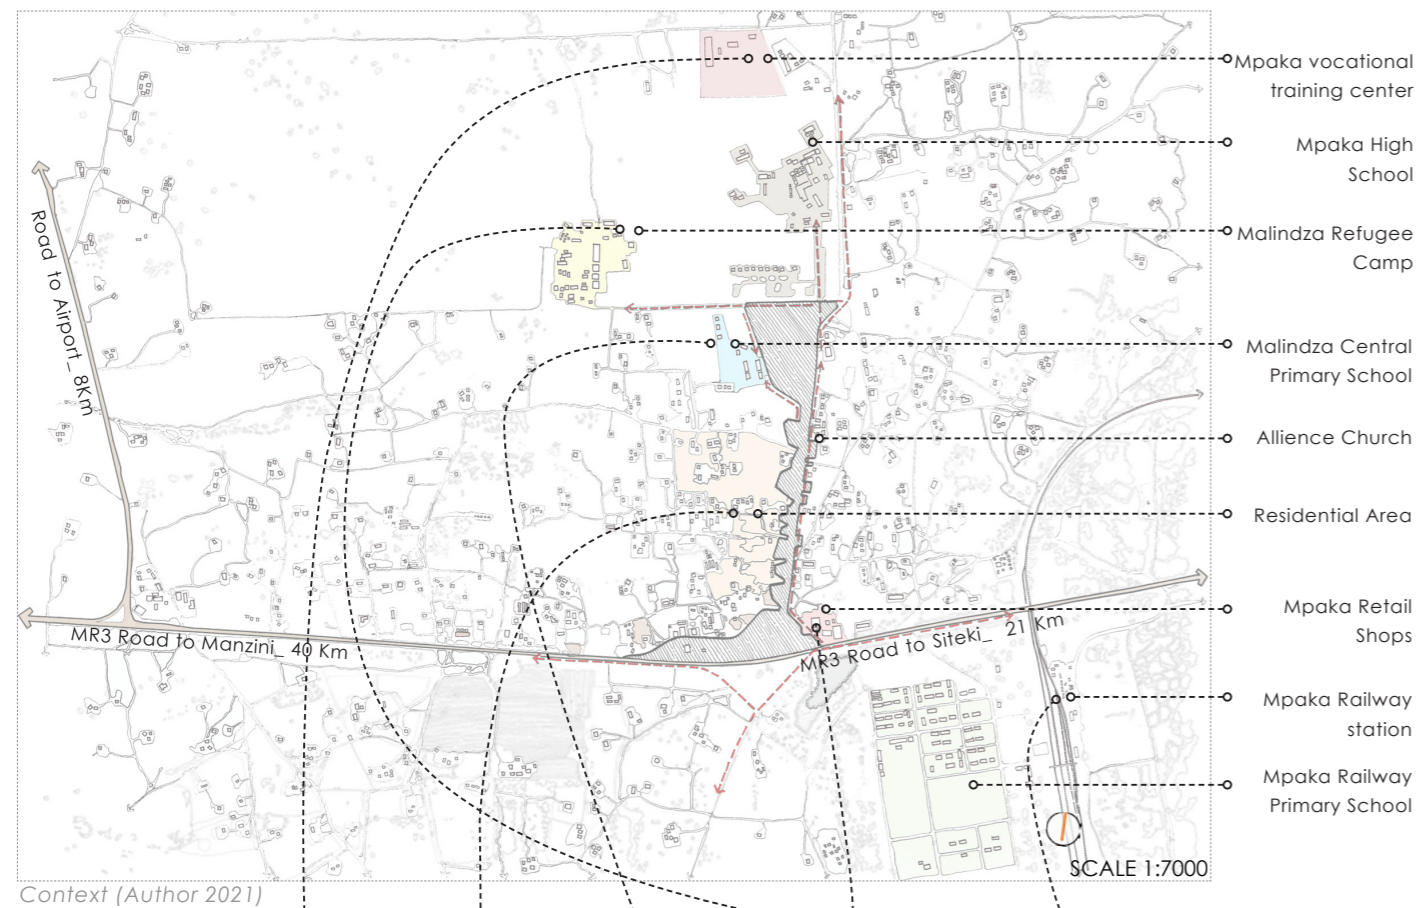 Mpaka vocational
training center
Mpaka High
School
Malindza Refugee
Camp
Malindza Central
Primary School
Allience Church
Residential Area
Mpaka Retail
Shops
Mpaka Railway
station
Mpaka Railway
Primary School
Road to Airport_ 8Km
MR3 Road to Manzini_ 40 Km
MR3 Road to Siteki_ 21 Km
SCALE 1:7000
Context (Author 2021)